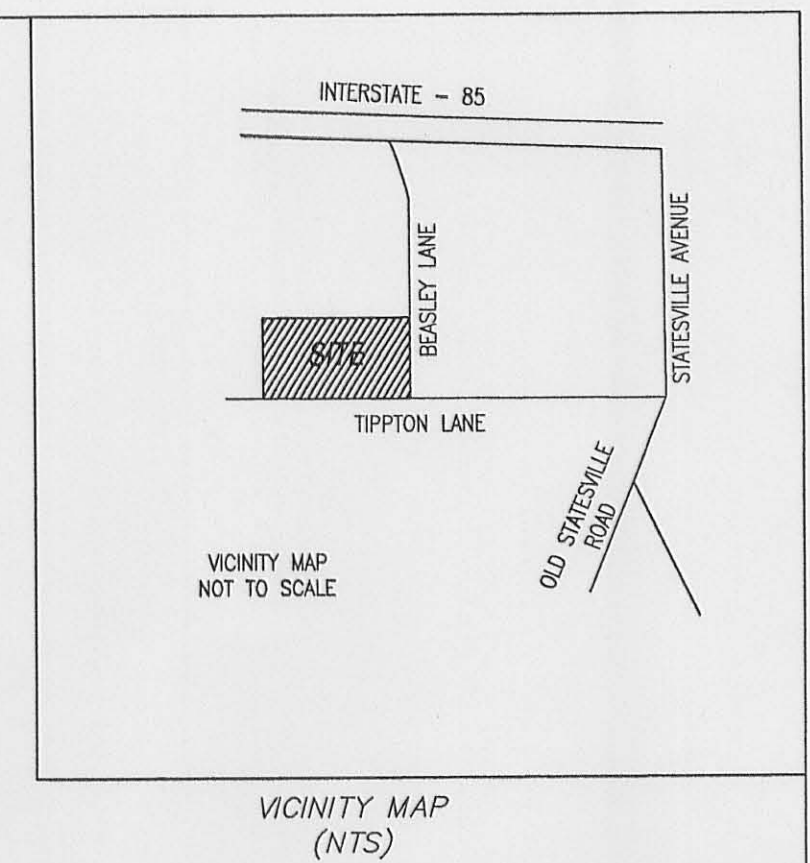 INTERSTATE - 85
BEASLEY LANE
STATESVILLE AVENUE
SITE
TIPPTON LANE
OLD STATESVILLE
ROAD
VICINITY MAP
NOT TO SCALE
VICINITY MAP
(NTS)